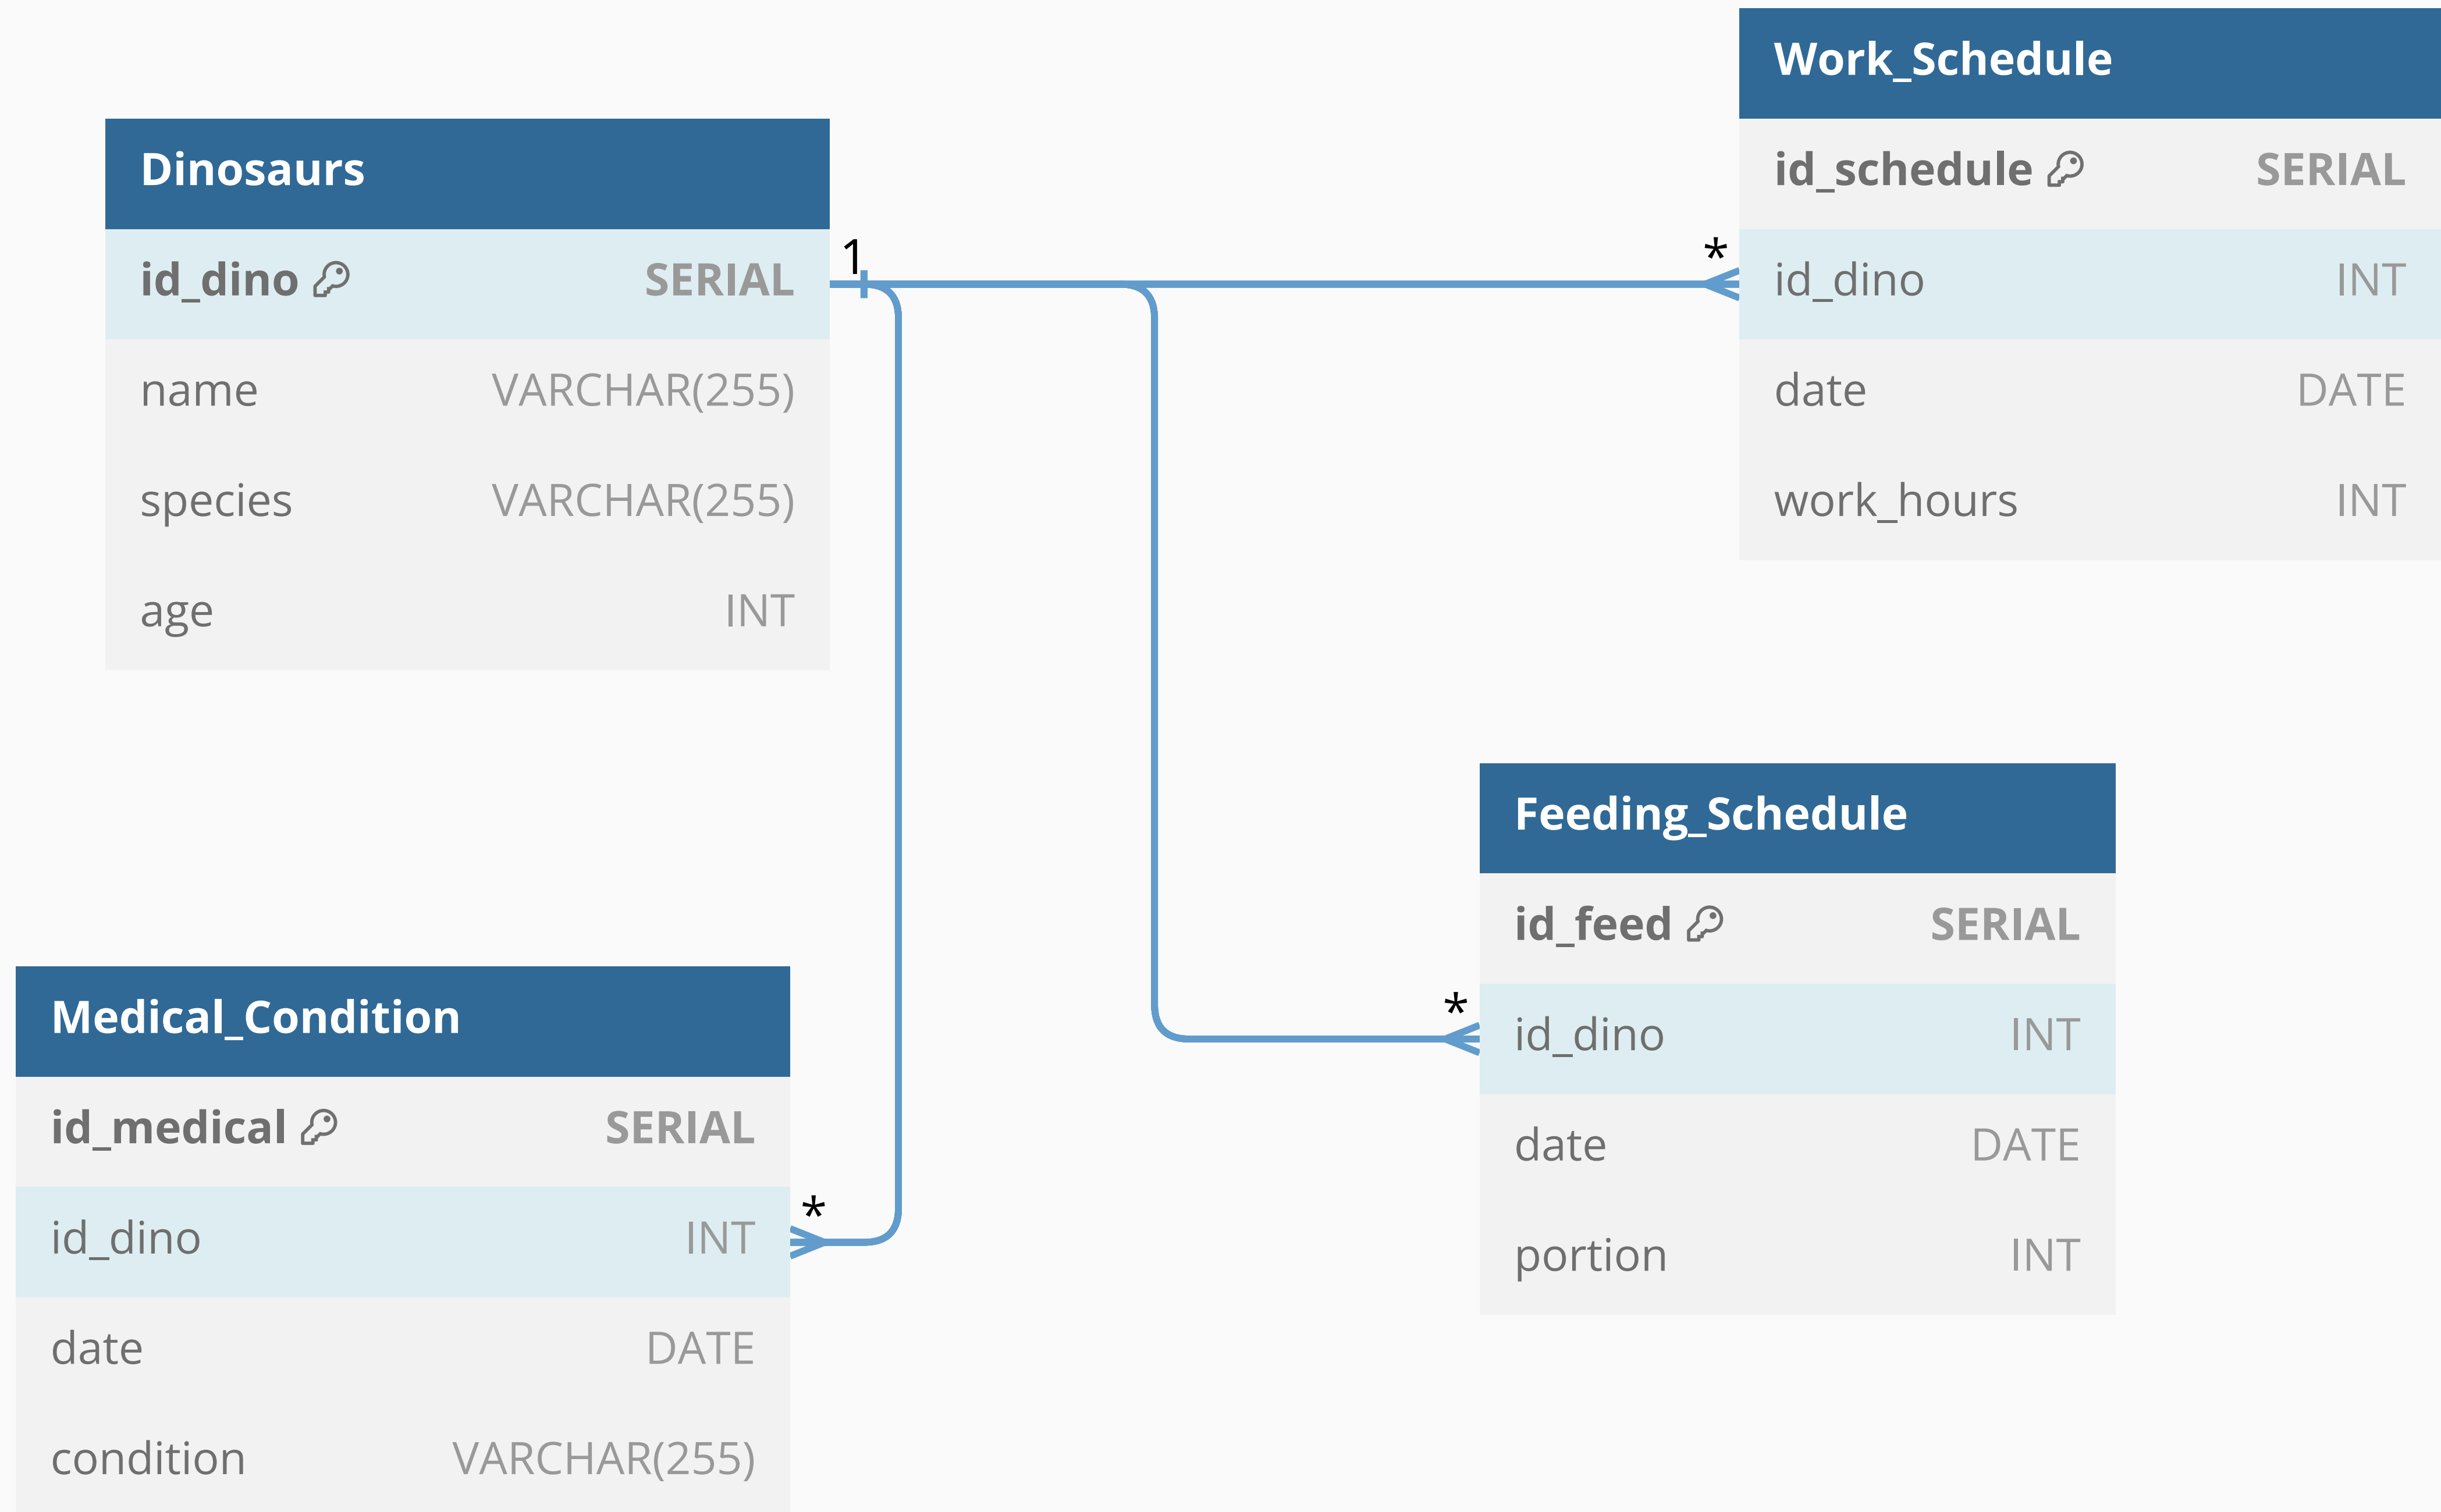 Dinosaurs
id_dino SERIAL
name VARCHAR(255)
species VARCHAR(255)
age INT
1
*
Work_Schedule
id_schedule SERIAL
id_dino INT
date DATE
work_hours INT
Medical_Condition
id_medical SERIAL
*
id_dino INT
date DATE
condition VARCHAR(255)
Feeding_Schedule
id_feed SERIAL
*
id_dino INT
date DATE
portion INT